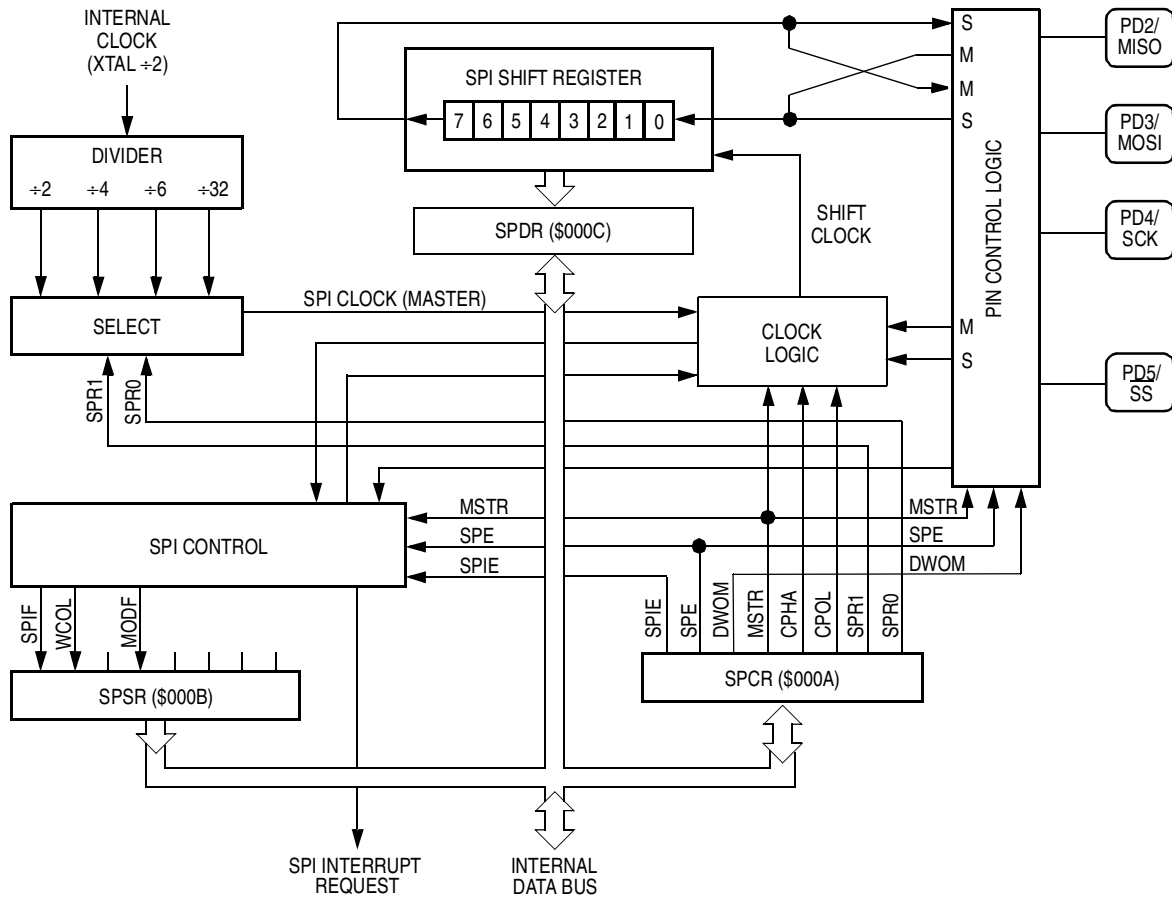 INTERNAL
CLOCK
(XTAL ÷2)
DIVIDER
÷2 ÷4 ÷6 ÷32
SELECT
SPR1
SPR0
SPI CLOCK (MASTER)
SPI SHIFT REGISTER
7 6 5 4 3 2 1 0
SPDR ($000C)
SHIFT
CLOCK
CLOCK
LOGIC
S
M
M
S
M
S
PIN CONTROL LOGIC
PD2/
MISO
PD3/
MOSI
PD4/
SCK
PD5/
SS
SPI CONTROL
MSTR
SPE
SPIE
MSTR
SPE
DWOM
SPIF
WCOL
MODF
SPSR ($000B)
SPIE
SPE
DWOM
MSTR
CPHA
CPOL
SPR1
SPR0
SPCR ($000A)
SPI INTERRUPT
REQUEST
INTERNAL
DATA BUS